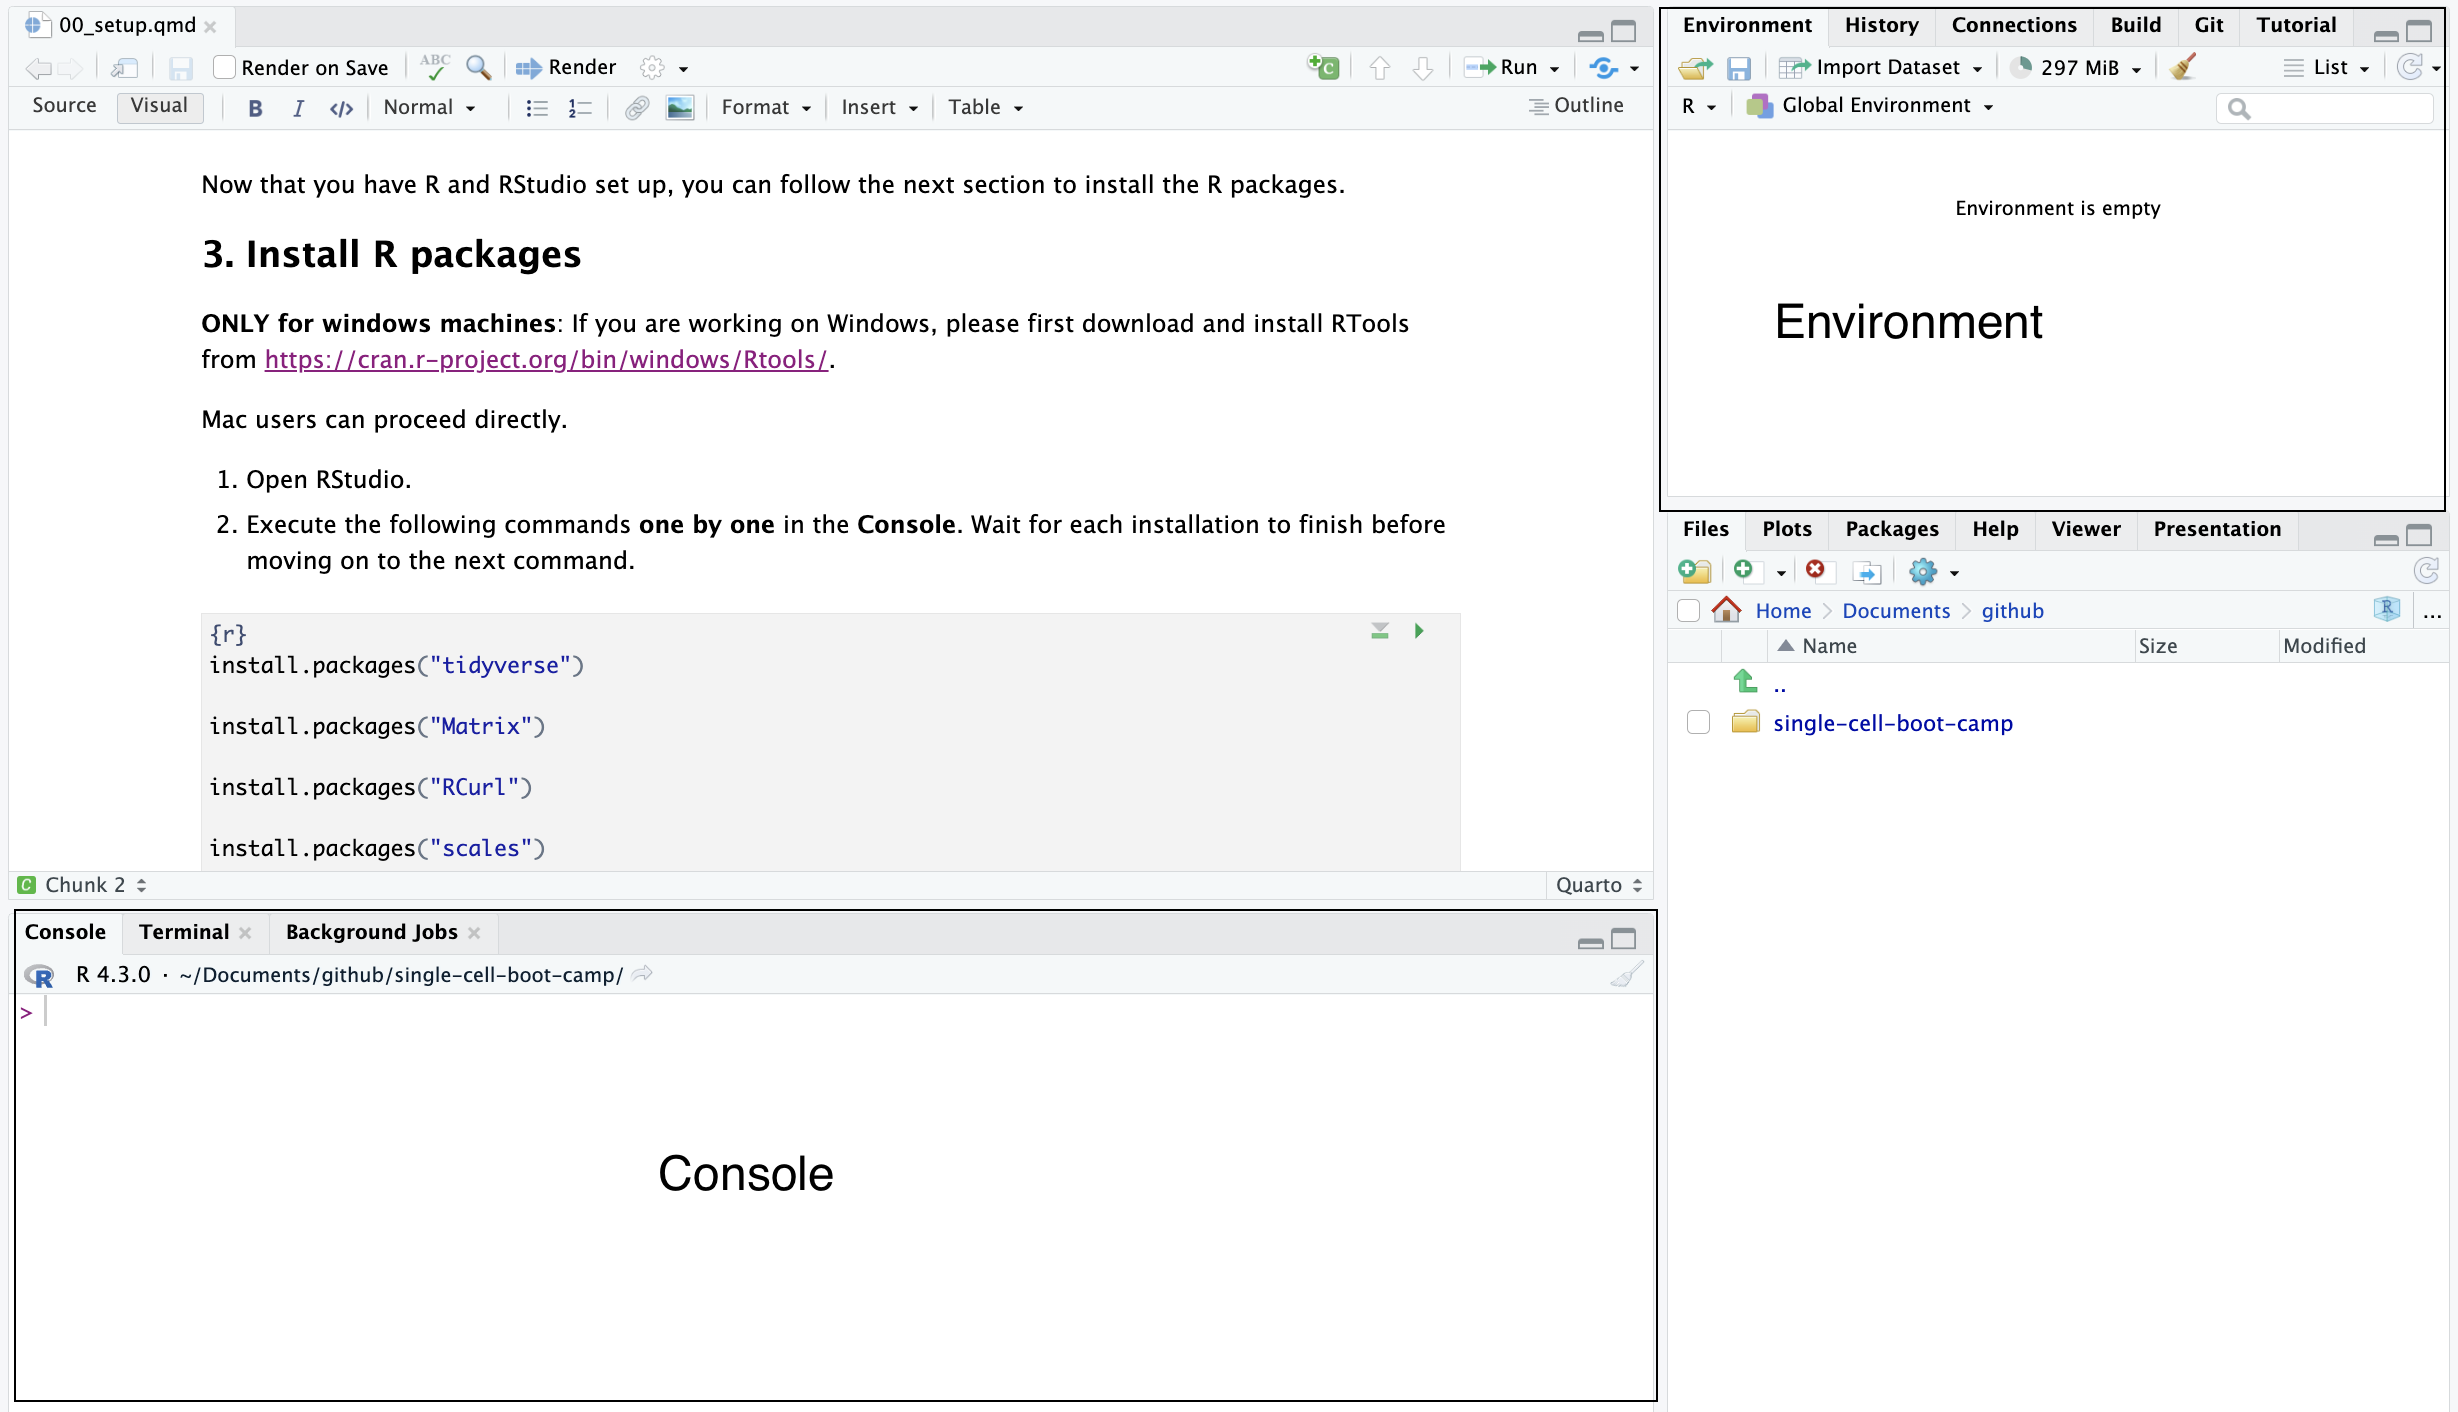 00_setup.qmd
Render on Save
ABC
Render
C
Run
Source
Visual
B
I
</>
Normal
Format
Insert
Table
Outline
Now that you have R and RStudio set up, you can follow the next section to install the R packages.
3. Install R packages
ONLY for windows machines: If you are working on Windows, please first download and install RTools
from https://cran.r-project.org/bin/windows/Rtools/.
Mac users can proceed directly.
1. Open RStudio.
2. Execute the following commands one by one in the Console. Wait for each installation to finish before
moving on to the next command.
{r}
install.packages("tidyverse")
install.packages("Matrix")
install.packages("RCurl")
install.packages("scales")
C Chunk 2
Quarto
Console
Terminal
Background Jobs
R R 4.3.0 · ~/Documents/github/single-cell-boot-camp/
>
Console
Environment History Connections Build Git Tutorial
Import Dataset
297 MiB
List
R
Global Environment
Environment is empty
Environment
Files Plots Packages Help Viewer Presentation
Home > Documents > github
R
...
Name
Size
Modified
..
single-cell-boot-camp